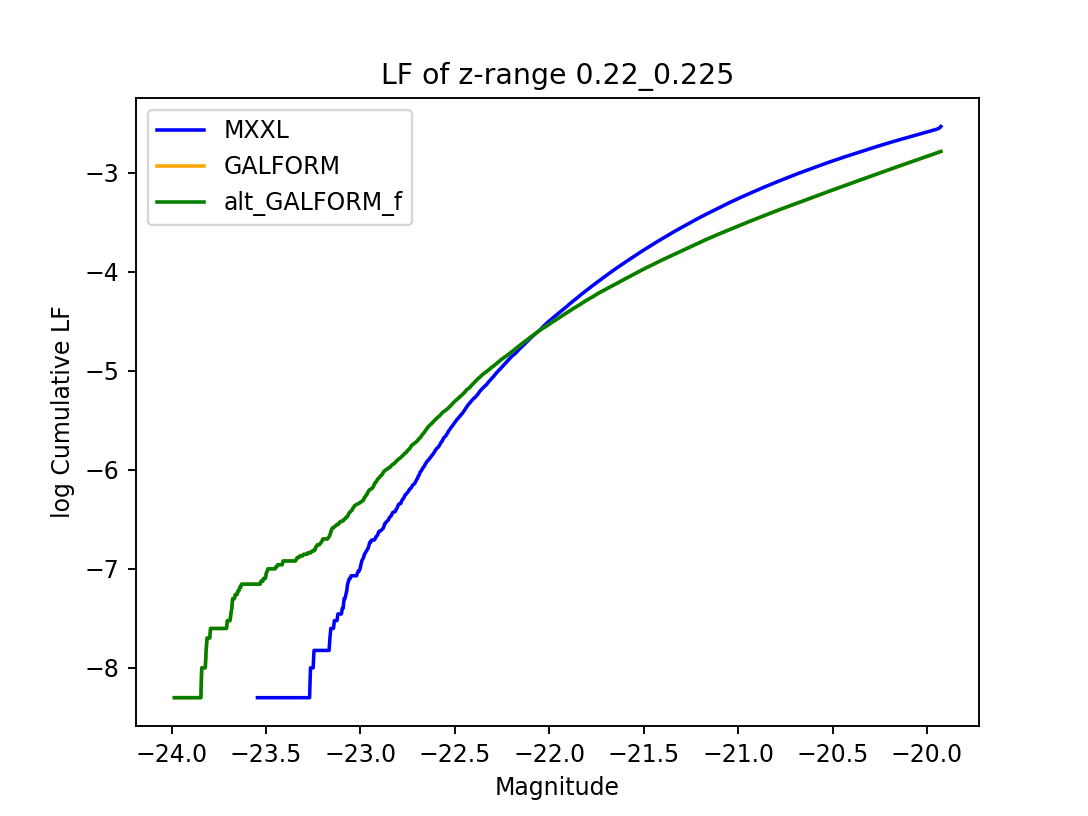 LF of z-range 0.22_0.225
MXXL
GALFORM
alt_GALFORM_f
log Cumulative LF
−3
−4
−5
−6
−7
−8
−24.0 −23.5 −23.0 −22.5 −22.0 −21.5 −21.0 −20.5 −20.0
Magnitude